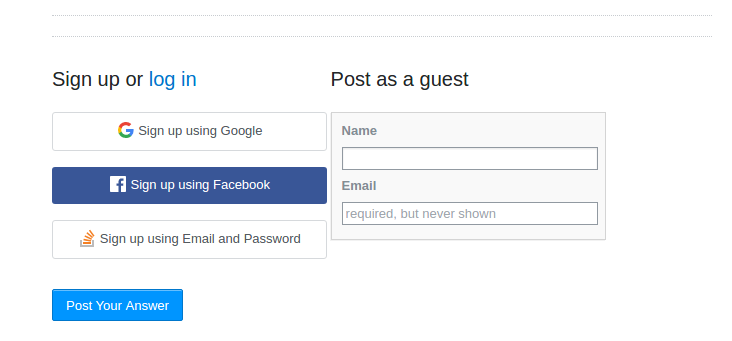 Sign up or log in
Sign up using Google
Sign up using Facebook
Sign up using Email and Password
Post as a guest
Name
Email
required, but never shown
Post Your Answer